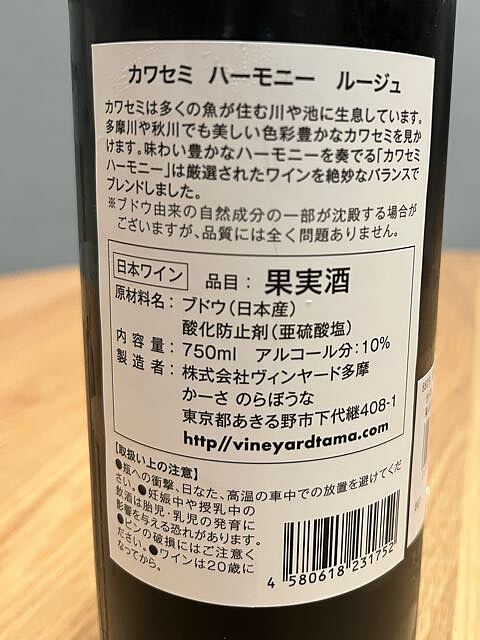 カワセミ ハーモニー ルージュ
カワセミは多くの魚が住む川や池に生息しています。
多摩川や秋川でも美しい色彩豊かなカワセミを見か
けます。味わい豊かなハーモニーを奏でる「カワセミ
ハーモニー」は厳選されたワインを絶妙なバランスで
ブレンドしました。
※ブドウ由来の自然成分の一部が沈殿する場合が
ございますが、品質には全く問題ありません。
日本ワイン 品目：果実酒
原材料名：ブドウ（日本産）
酸化防止剤（亜硫酸塩）
内容量：750ml アルコール分：10%
製造者：株式会社ヴィンヤード多摩
かーさ のらぼうな
東京都あきる野市下代継408-1
http://vineyardtama.com
【取扱い上の注意】
●瓶への衝撃、日なた、高温の車中での放置を避けてくだ
さい。●妊娠中や授乳中の
飲酒は胎児・乳児の発育に
影響を与える恐れがあります。
●ビンの破損にはご注意く
ださい。●ワインは20歳に
なってから。
4 580618 231752